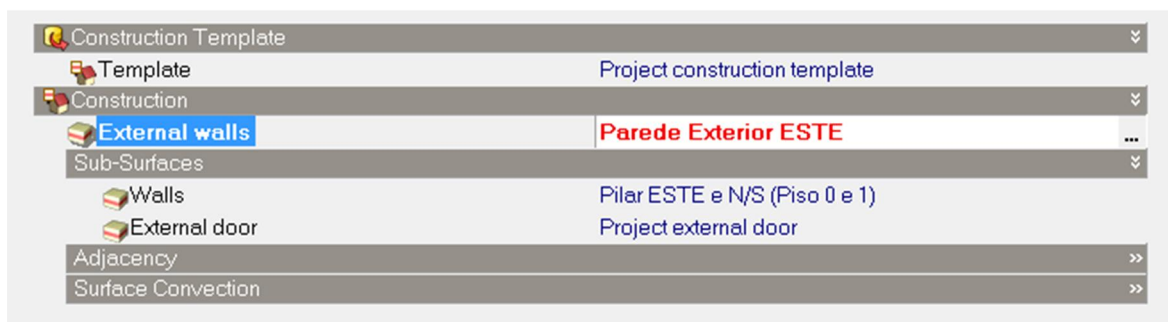 Construction Template
Template Project construction template
Construction
External walls Parede Exterior ESTE ...
Sub-Surfaces
Walls Pilar ESTE e N/S (Piso 0 e 1)
External door Project external door
Adjacency
Surface Convection